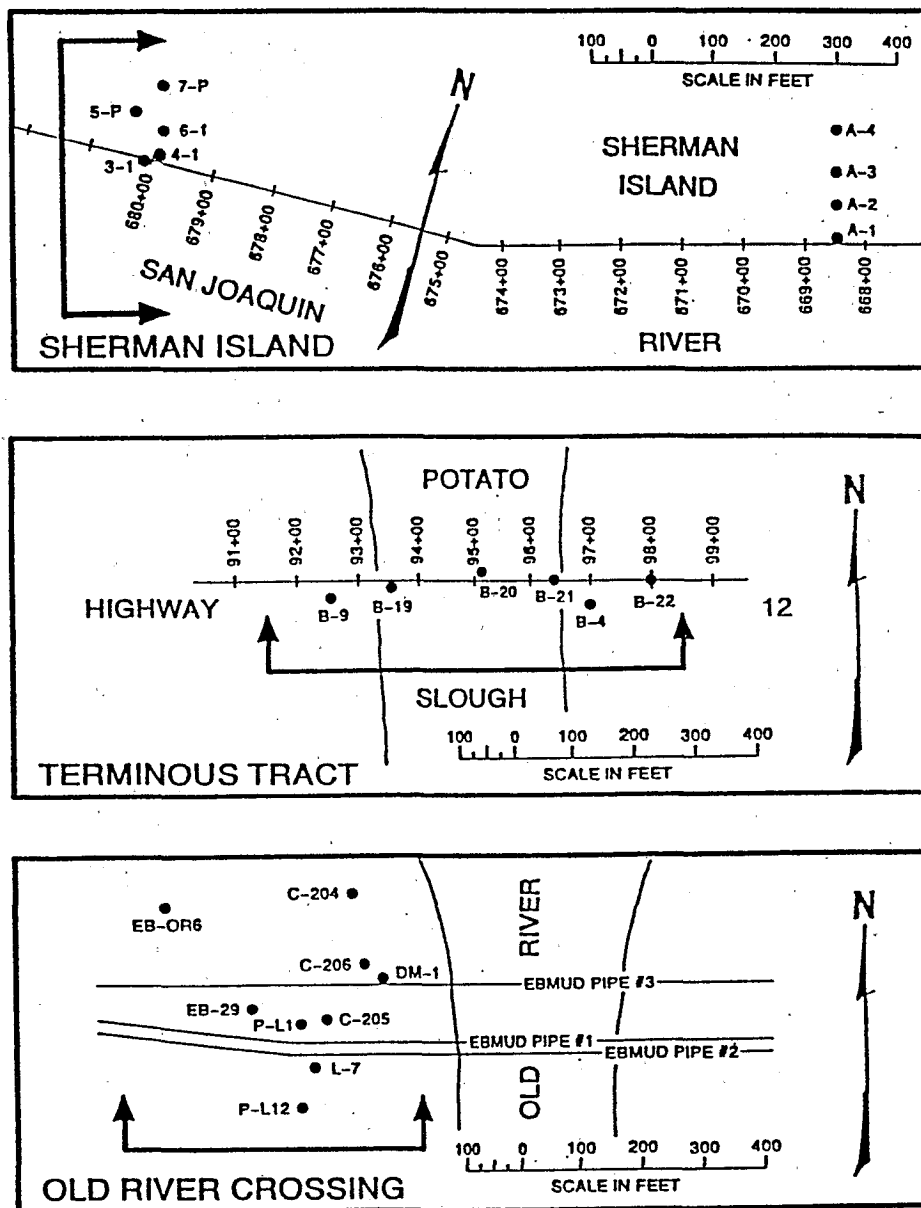 100 0 100 200 300 400
SCALE IN FEET
7-P
5-P
6-1
4-1
3-1
N
SHERMAN
ISLAND
A-4
A-3
A-2
A-1
680+00
679+00
678+00
677+00
676+00
675+00
674+00
673+00
672+00
671+00
670+00
669+00
668+00
SAN JOAQUIN
RIVER
SHERMAN ISLAND
POTATO
N
91+00
92+00
93+00
94+00
95+00
96+00
97+00
98+00
99+00
HIGHWAY
B-9
B-19
B-20
B-21
B-4
B-22
12
SLOUGH
100 0 100 200 300 400
SCALE IN FEET
TERMINOUS TRACT
C-204
EB-OR6
RIVER
N
C-206
DM-1
EBMUD PIPE #3
EB-29
P-L1
C-205
EBMUD PIPE #1
EBMUD PIPE #2
L-7
OLD
P-L12
100 0 100 200 300 400
SCALE IN FEET
OLD RIVER CROSSING